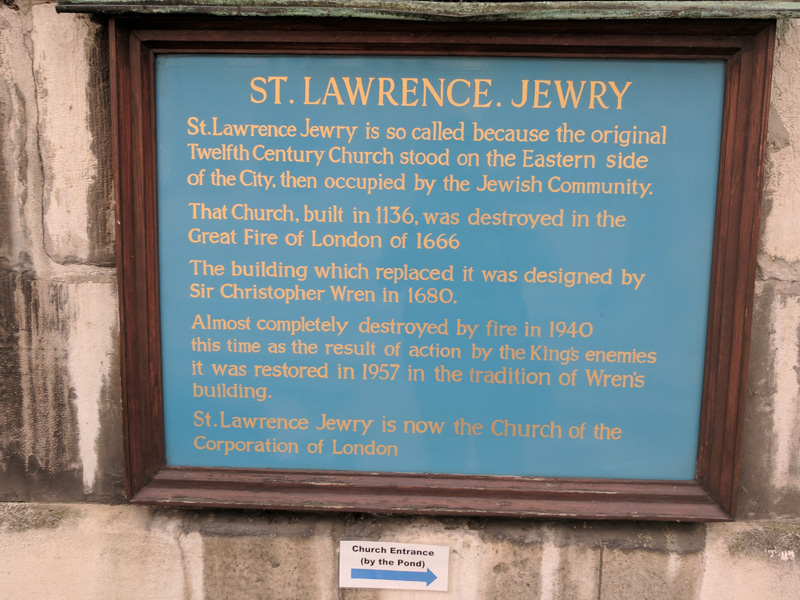 ST. LAWRENCE. JEWRY
St. Lawrence Jewry is so called because the original
Twelfth Century Church stood on the Eastern side
of the City, then occupied by the Jewish Community.
That Church, built in 1136, was destroyed in the
Great Fire of London of 1666
The building which replaced it was designed by
Sir Christopher Wren in 1680.
Almost completely destroyed by fire in 1940
this time as the result of action by the King's enemies
it was restored in 1957 in the tradition of Wren's
building.
St. Lawrence Jewry is now the Church of the
Corporation of London
Church Entrance
(by the Pond)